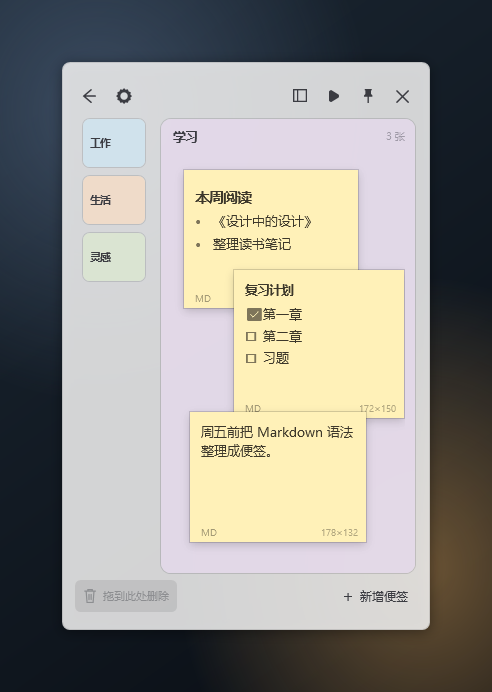 工作
生活
灵感
学习
3 张
本周阅读
• 《设计中的设计》
• 整理读书笔记
MD
复习计划
第一章
第二章
习题
MD
172×150
周五前把 Markdown 语法
整理成便签。
MD
178×132
拖到此处删除
+ 新增便签